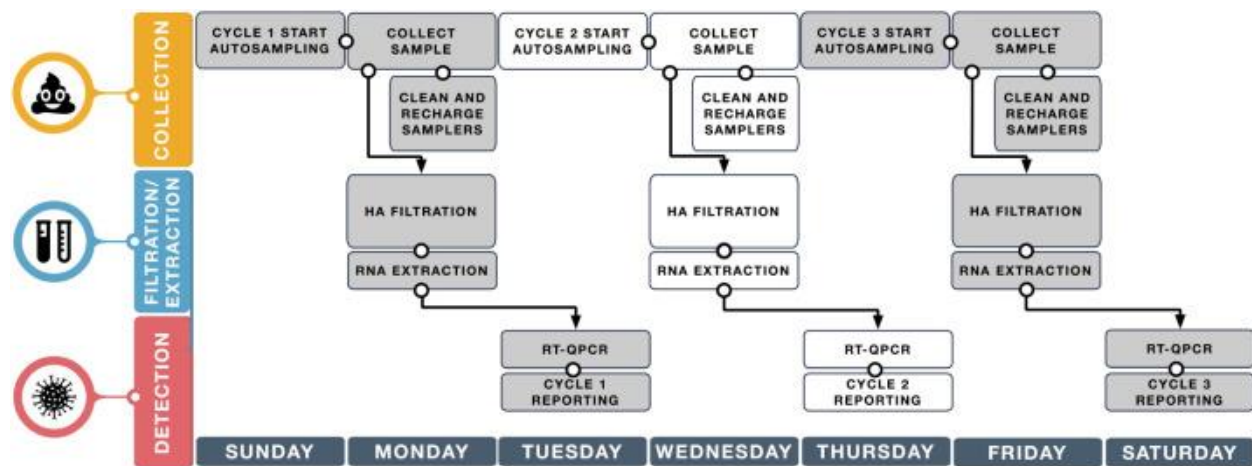 COLLECTION
CYCLE 1 START
AUTOSAMPLING
COLLECT
SAMPLE
CYCLE 2 START
AUTOSAMPLING
COLLECT
SAMPLE
CYCLE 3 START
AUTOSAMPLING
COLLECT
SAMPLE
CLEAN AND
RECHARGE
SAMPLERS
CLEAN AND
RECHARGE
SAMPLERS
CLEAN AND
RECHARGE
SAMPLERS
FILTRATION/
EXTRACTION
HA FILTRATION
HA FILTRATION
HA FILTRATION
RNA EXTRACTION
RNA EXTRACTION
RNA EXTRACTION
DETECTION
RT-QPCR
RT-QPCR
RT-QPCR
CYCLE 1
REPORTING
CYCLE 2
REPORTING
CYCLE 3
REPORTING
SUNDAY
MONDAY
TUESDAY
WEDNESDAY
THURSDAY
FRIDAY
SATURDAY